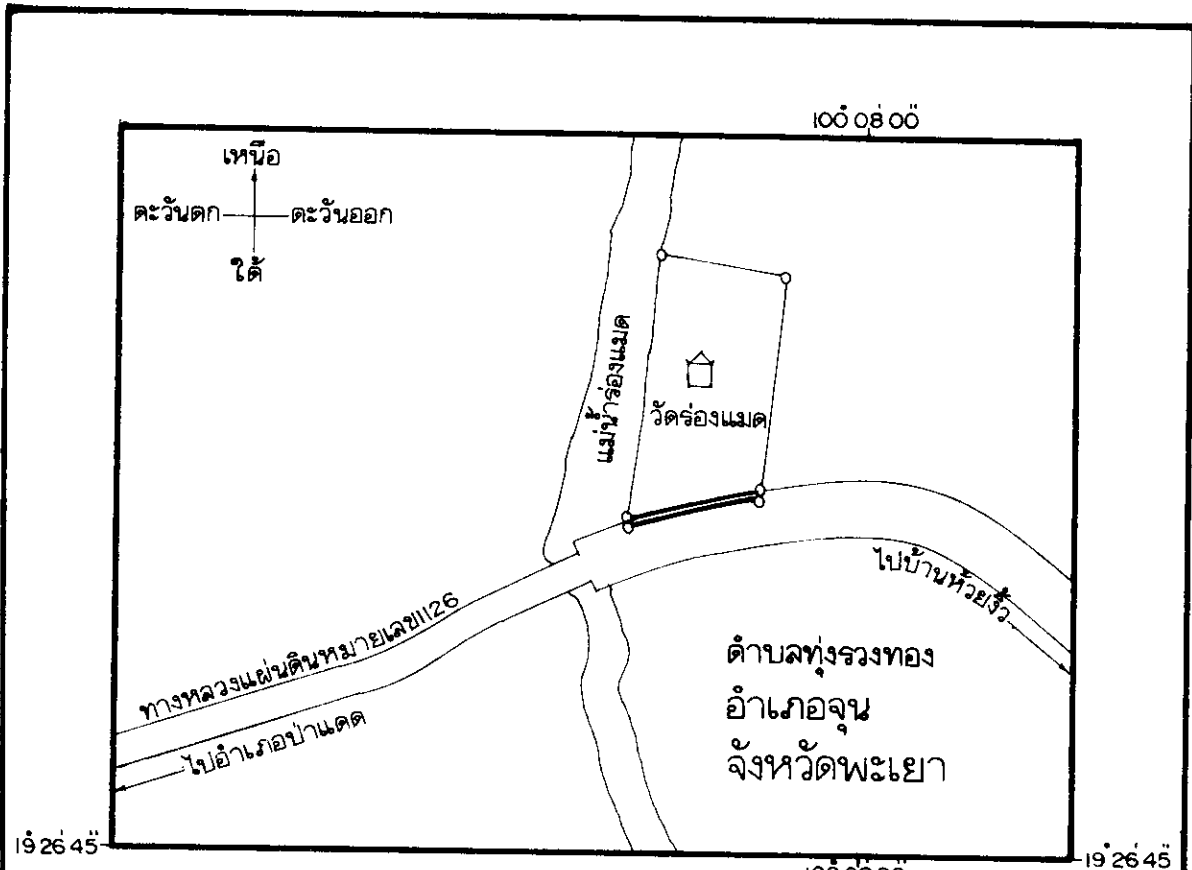 100° 08' 00"
เหนือ
ตะวันตก ตะวันออก
ใต้
แม่น้ำร่องแมด
วัดร่องแมด
ไปบ้านห้วยงิ้ว
ทางหลวงแผ่นดินหมายเลข1126
ไปอำเภอป่าแดด
ตำบลทุ่งรวงทอง
อำเภอจุน
จังหวัดพะเยา
19° 26' 45" 19° 26' 45"